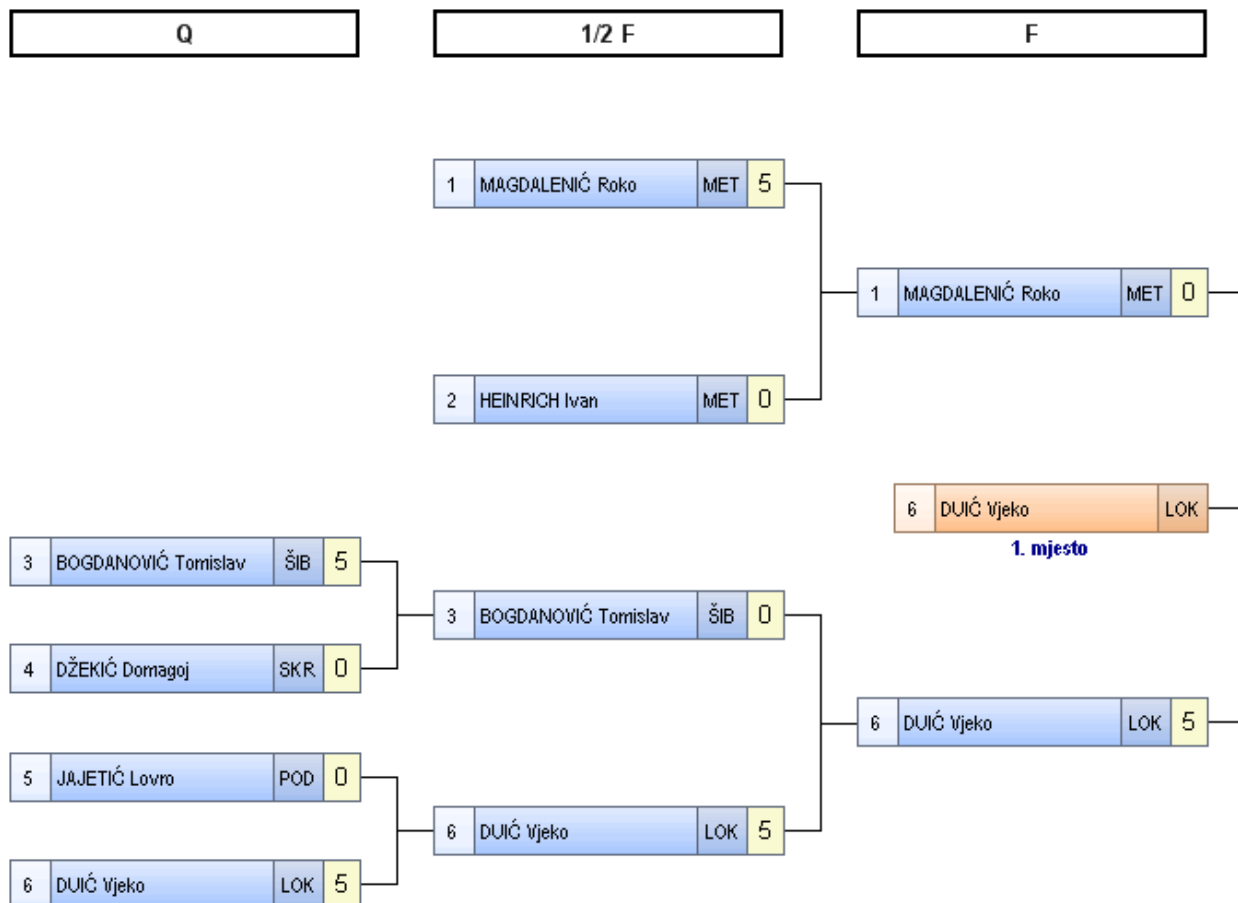 Q 1/2 F F
1 MAGDALENIĆ Roko MET 5
1 MAGDALENIĆ Roko MET 0
2 HEINRICH Ivan MET 0
6 DUIĆ Vjeko LOK
1. mjesto
3 BOGDANOVIĆ Tomislav ŠIB 5
3 BOGDANOVIĆ Tomislav ŠIB 0
4 DŽEKIĆ Domagoj SKR 0
6 DUIĆ Vjeko LOK 5
5 JAJETIĆ Lovro POD 0
6 DUIĆ Vjeko LOK 5
6 DUIĆ Vjeko LOK 5